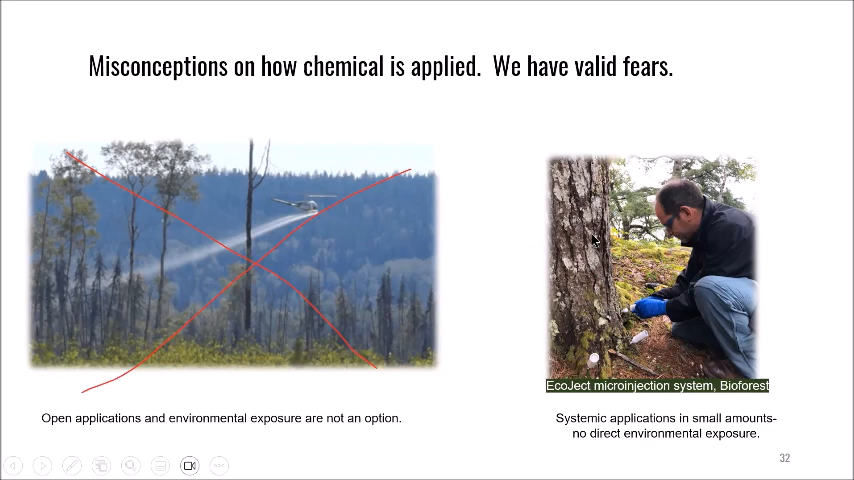 Misconceptions on how chemical is applied.  We have valid fears.
EcoJect microinjection system, Bioforest
Open applications and environmental exposure are not an option.
Systemic applications in small amounts-
no direct environmental exposure.
32